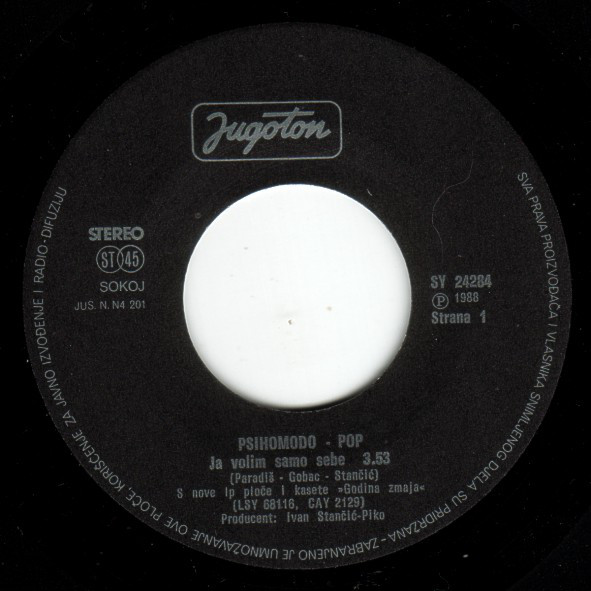 Jugoton
STEREO
ST 45
SOKOJ
JUS. N. N4 201
SY 24284
Ⓟ 1988
Strana 1
PSIHOMODO - POP
Ja volim samo sebe 3.53
(Paradiš - Gobac - Stančić)
S nove lp ploče i kasete »Godina zmaja«
(LSY 68116, CAY 2129)
Producent: Ivan Stančić-Piko
SVA PRAVA PROIZVOĐAČA I VLASNIKA SNIMLJENOG DJELA SU PRIDRŽANA - ZABRANJENO JE UMNOŽAVANJE OVE PLOČE, KORIŠĆENJE ZA JAVNO IZVOĐENJE I RADIO - DIFUZIJU